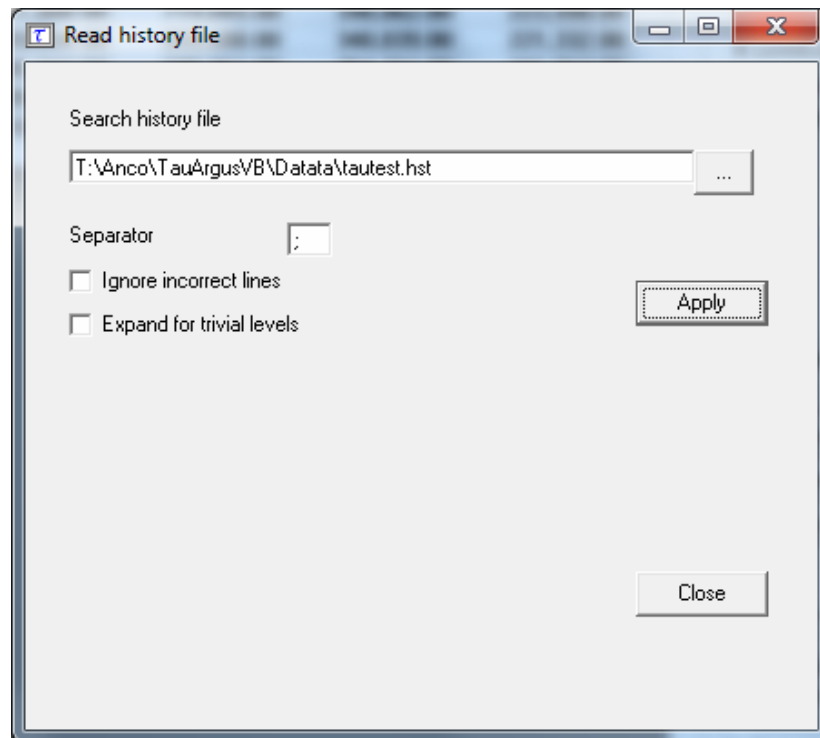 τ Read history file
Search history file
T:\Anco\TauArgusVB\Datata\tautest.hst ...
Separator ;
Ignore incorrect lines
Apply
Expand for trivial levels
Close